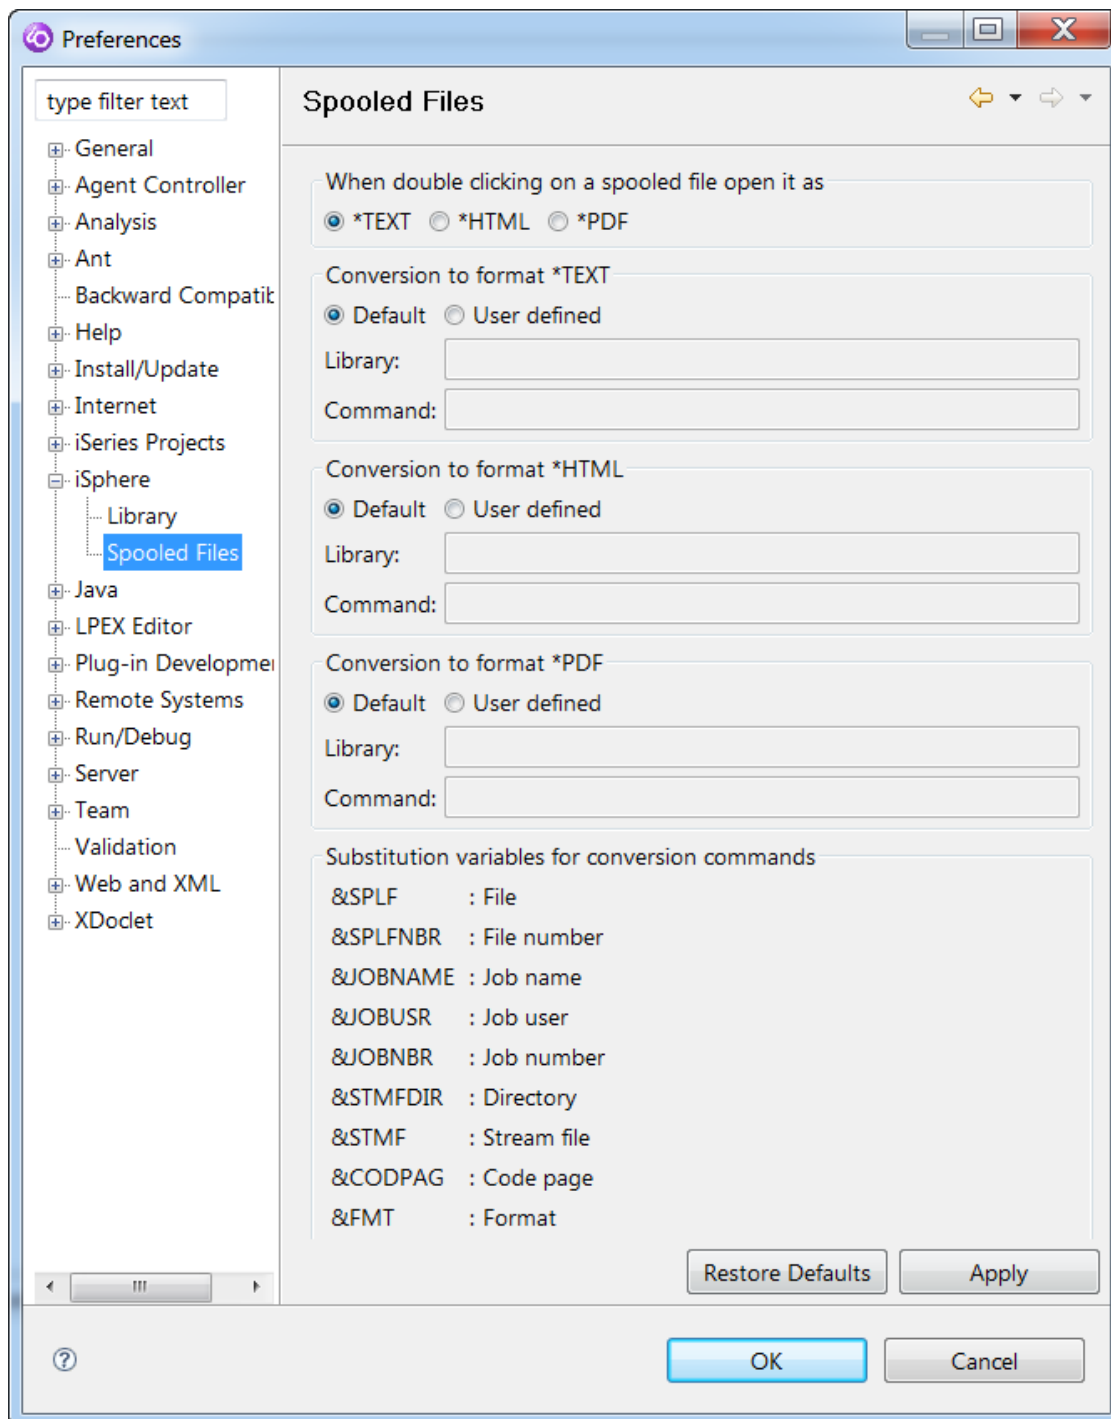 Preferences
type filter text
General
Agent Controller
Analysis
Ant
Backward Compatib
Help
Install/Update
Internet
iSeries Projects
iSphere
Library
Spooled Files
Java
LPEX Editor
Plug-in Developme
Remote Systems
Run/Debug
Server
Team
Validation
Web and XML
XDoclet
Spooled Files
When double clicking on a spooled file open it as
*TEXT *HTML *PDF
Conversion to format *TEXT
Default User defined
Library:
Command:
Conversion to format *HTML
Default User defined
Library:
Command:
Conversion to format *PDF
Default User defined
Library:
Command:
Substitution variables for conversion commands
&SPLF : File
&SPLFNBR : File number
&JOBNAME : Job name
&JOBUSR : Job user
&JOBNBR : Job number
&STMFDIR : Directory
&STMF : Stream file
&CODPAG : Code page
&FMT : Format
Restore Defaults Apply
OK Cancel